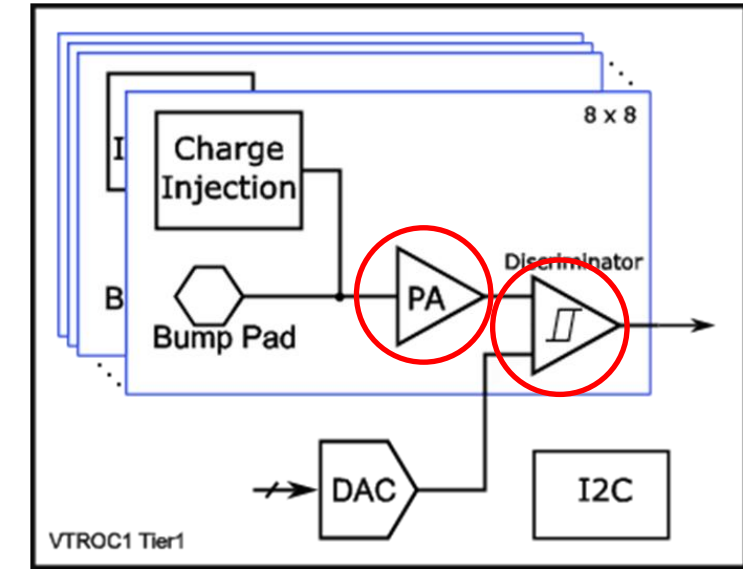 8 x 8
I
Charge
Injection
Discriminator
PA
B
Bump Pad
DAC
I2C
VTROC1 Tier1